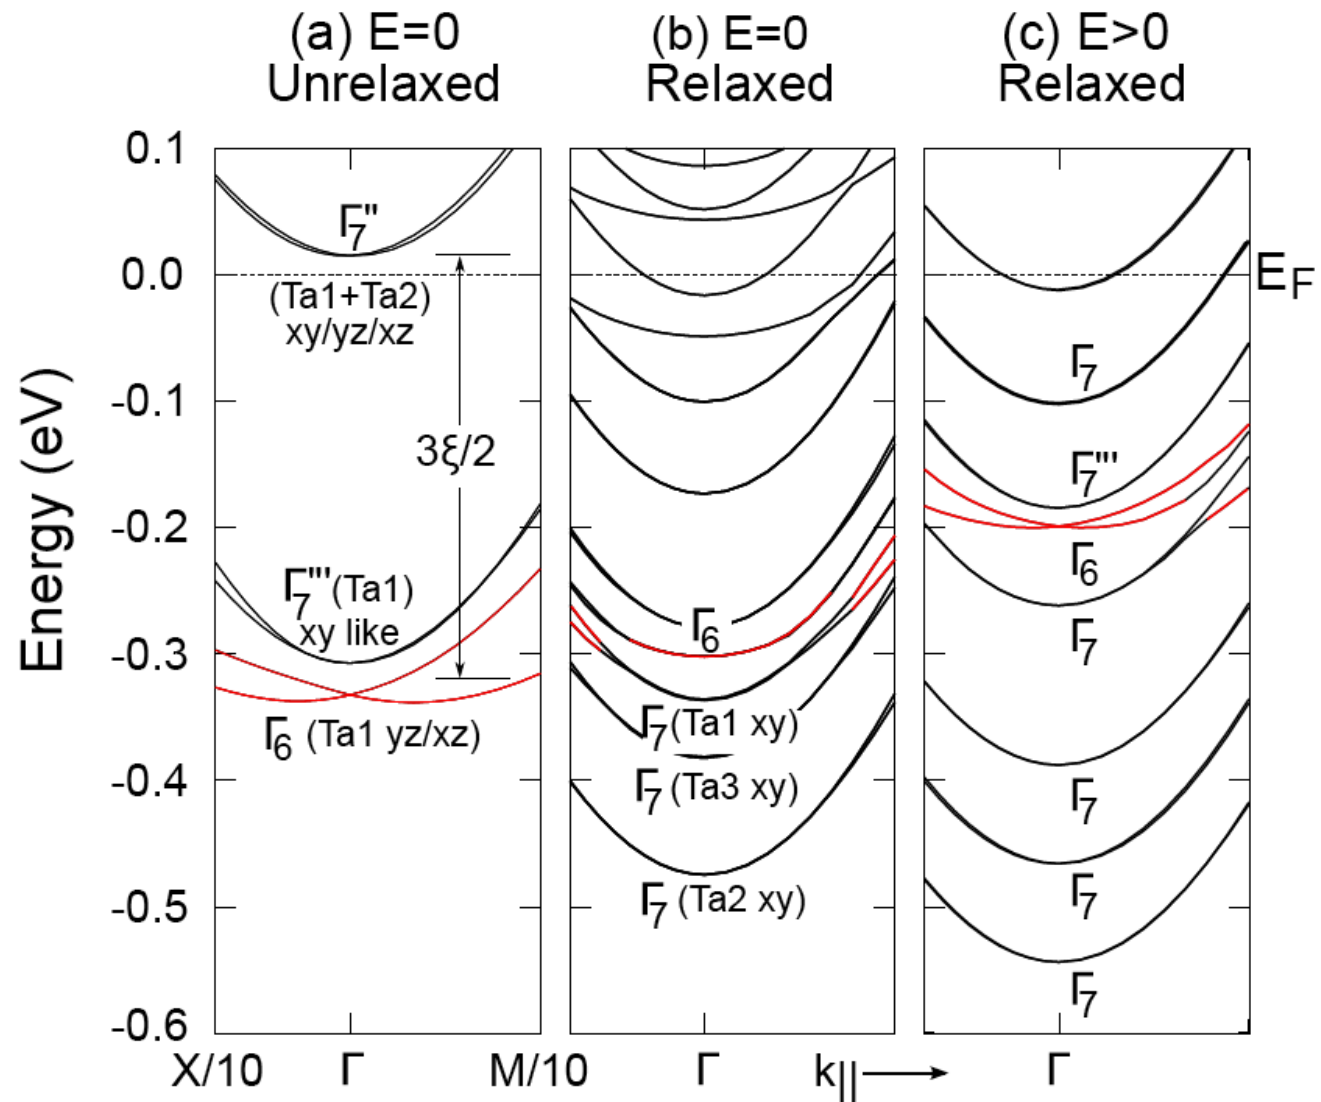 (a) E=0
Unrelaxed
(b) E=0
Relaxed
(c) E>0
Relaxed
Energy (eV)
0.1
0.0
-0.1
-0.2
-0.3
-0.4
-0.5
-0.6
Γ7"
(Ta1+Ta2)
xy/yz/xz
3ξ/2
Γ7'''(Ta1)
xy like
Γ6 (Ta1 yz/xz)
Γ6
Γ7(Ta1 xy)
Γ7 (Ta3 xy)
Γ7 (Ta2 xy)
EF
Γ7
Γ7'''
Γ6
Γ7
Γ7
Γ7
Γ7
X/10 Γ M/10 Γ k|| Γ